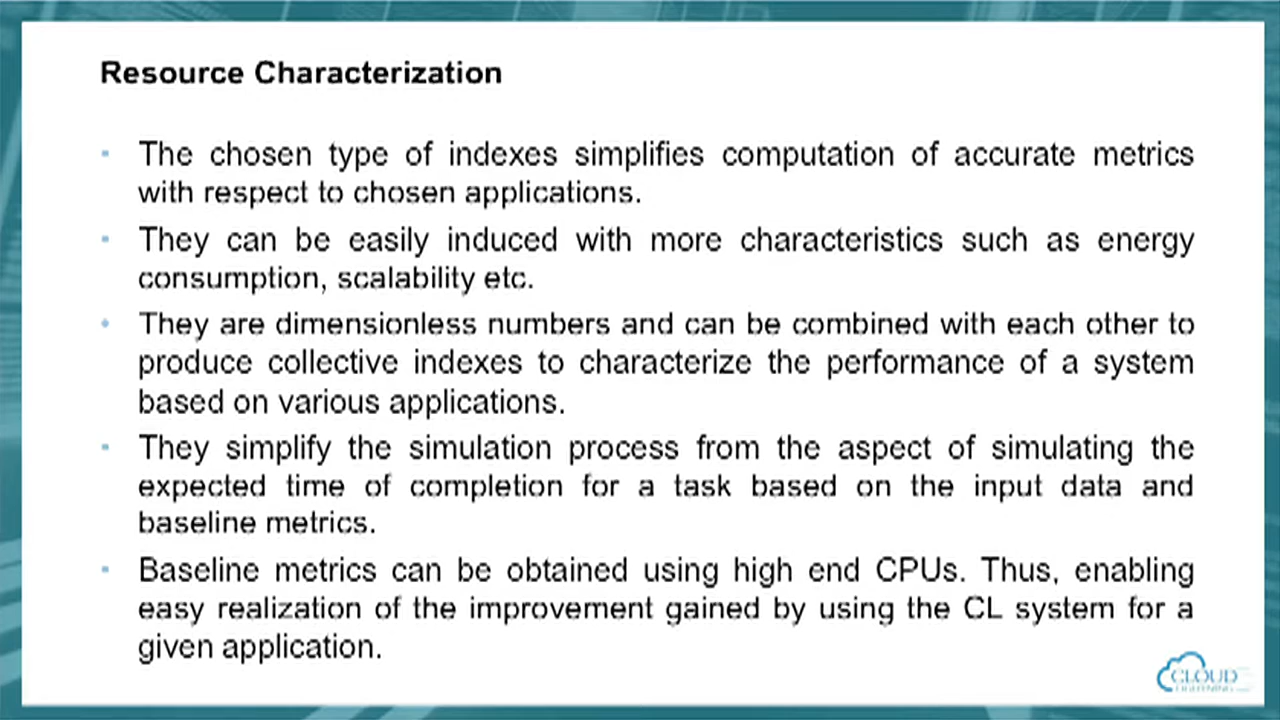 Resource Characterization
The chosen type of indexes simplifies computation of accurate metrics
with respect to chosen applications.
They can be easily induced with more characteristics such as energy
consumption, scalability etc.
They are dimensionless numbers and can be combined with each other to
produce collective indexes to characterize the performance of a system
based on various applications.
They simplify the simulation process from the aspect of simulating the
expected time of completion for a task based on the input data and
baseline metrics.
Baseline metrics can be obtained using high end CPUs. Thus, enabling
easy realization of the improvement gained by using the CL system for a
given application.
CLOUD
LIGHTNING